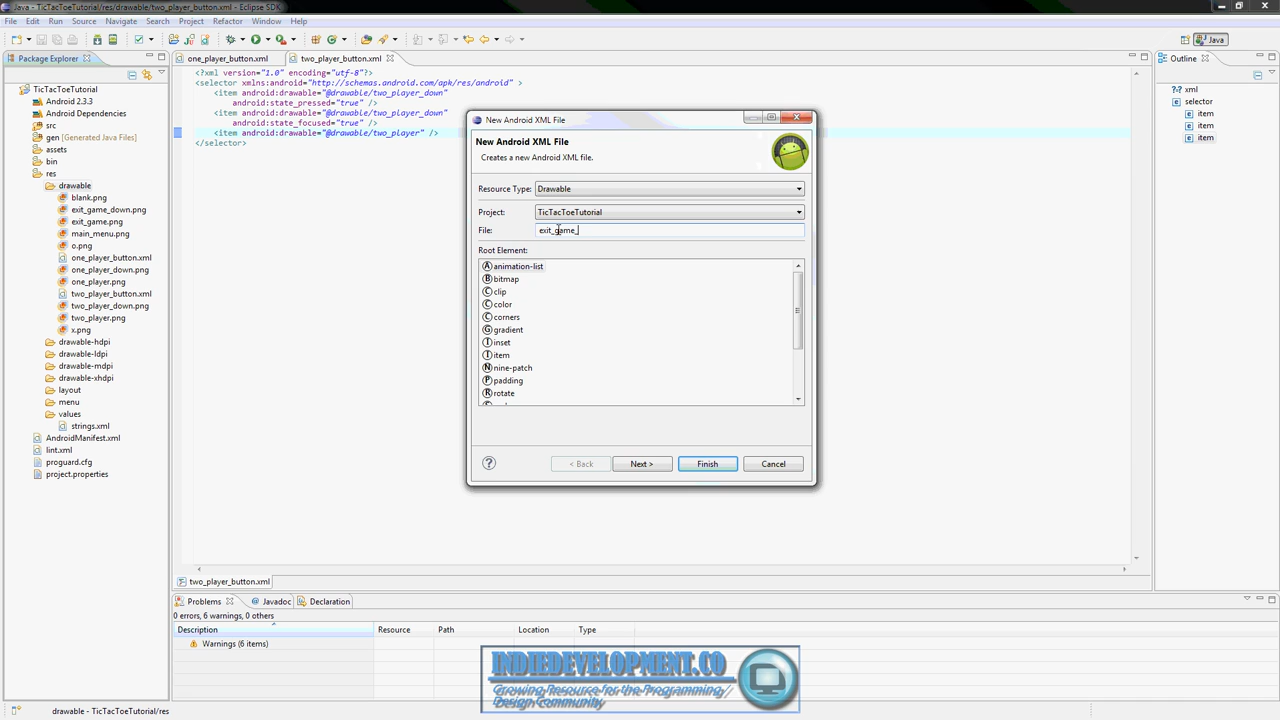 Java - TicTacToeTutorial/res/drawable/two_player_button.xml - Eclipse SDK
File Edit Run Source Navigate Search Project Refactor Window Help
Java
Package Explorer
TicTacToeTutorial
Android 2.3.3
Android Dependencies
src
gen [Generated Java Files]
assets
bin
res
drawable
blank.png
exit_game_down.png
exit_game.png
main_menu.png
o.png
one_player_button.xml
one_player_down.png
one_player.png
two_player_button.xml
two_player_down.png
two_player.png
x.png
drawable-hdpi
drawable-ldpi
drawable-mdpi
drawable-xhdpi
layout
menu
values
strings.xml
AndroidManifest.xml
lint.xml
proguard.cfg
project.properties
one_player_button.xml two_player_button.xml
<?xml version="1.0" encoding="utf-8"?>
<selector xmlns:android="http://schemas.android.com/apk/res/android" >
<item android:drawable="@drawable/two_player_down"
android:state_pressed="true" />
<item android:drawable="@drawable/two_player_down"
android:state_focused="true" />
<item android:drawable="@drawable/two_player" />
</selector>
two_player_button.xml
New Android XML File
New Android XML File
Creates a new Android XML file.
Resource Type: Drawable
Project: TicTacToeTutorial
File: exit_game_
Root Element:
A animation-list
B bitmap
C clip
C color
C corners
G gradient
I inset
I item
N nine-patch
P padding
R rotate
? < Back Next > Finish Cancel
Outline
?=? xml
e selector
e item
e item
e item
Problems @ Javadoc Declaration
0 errors, 6 warnings, 0 others
Description Resource Path Location Type
Warnings (6 items)
INDIEDEVELOPMENT.CO
Growing Resource for the Programming/
Design Community
drawable - TicTacToeTutorial/res